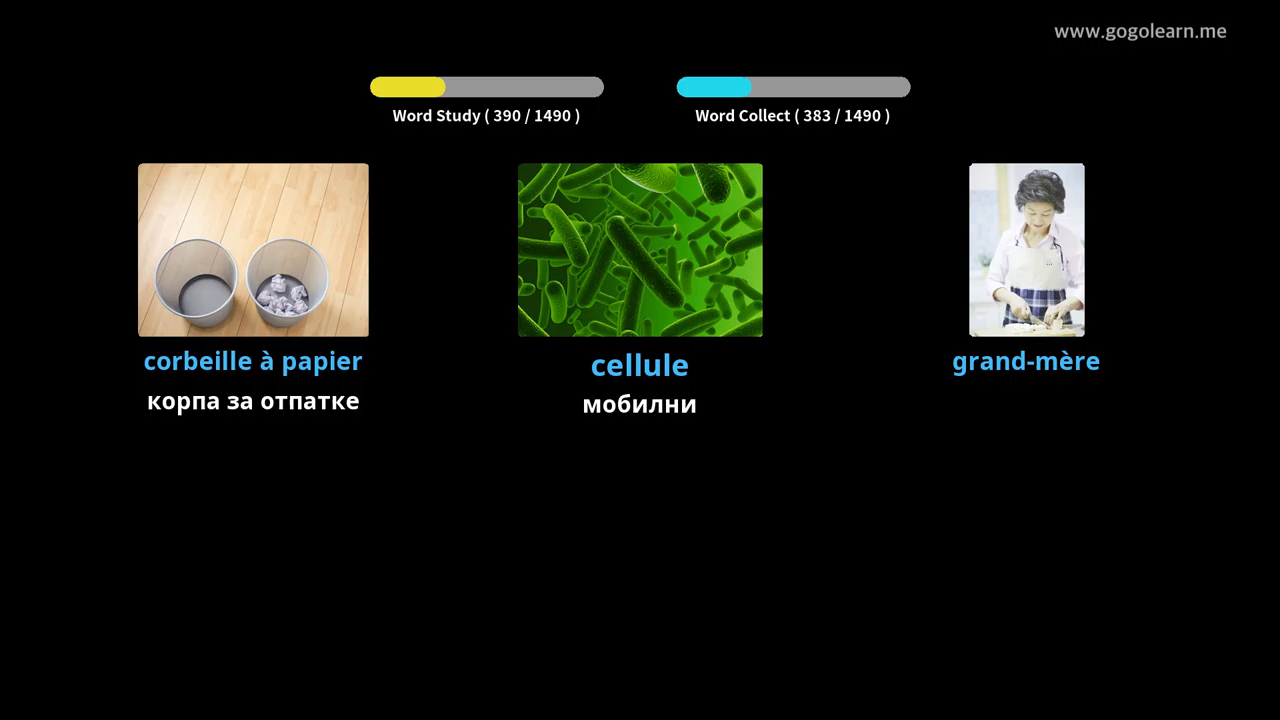 www.gogolearn.me
Word Study ( 390 / 1490 )
Word Collect ( 383 / 1490 )
corbeille à papier
cellule
grand-mère
корпа за отпатке
мобилни